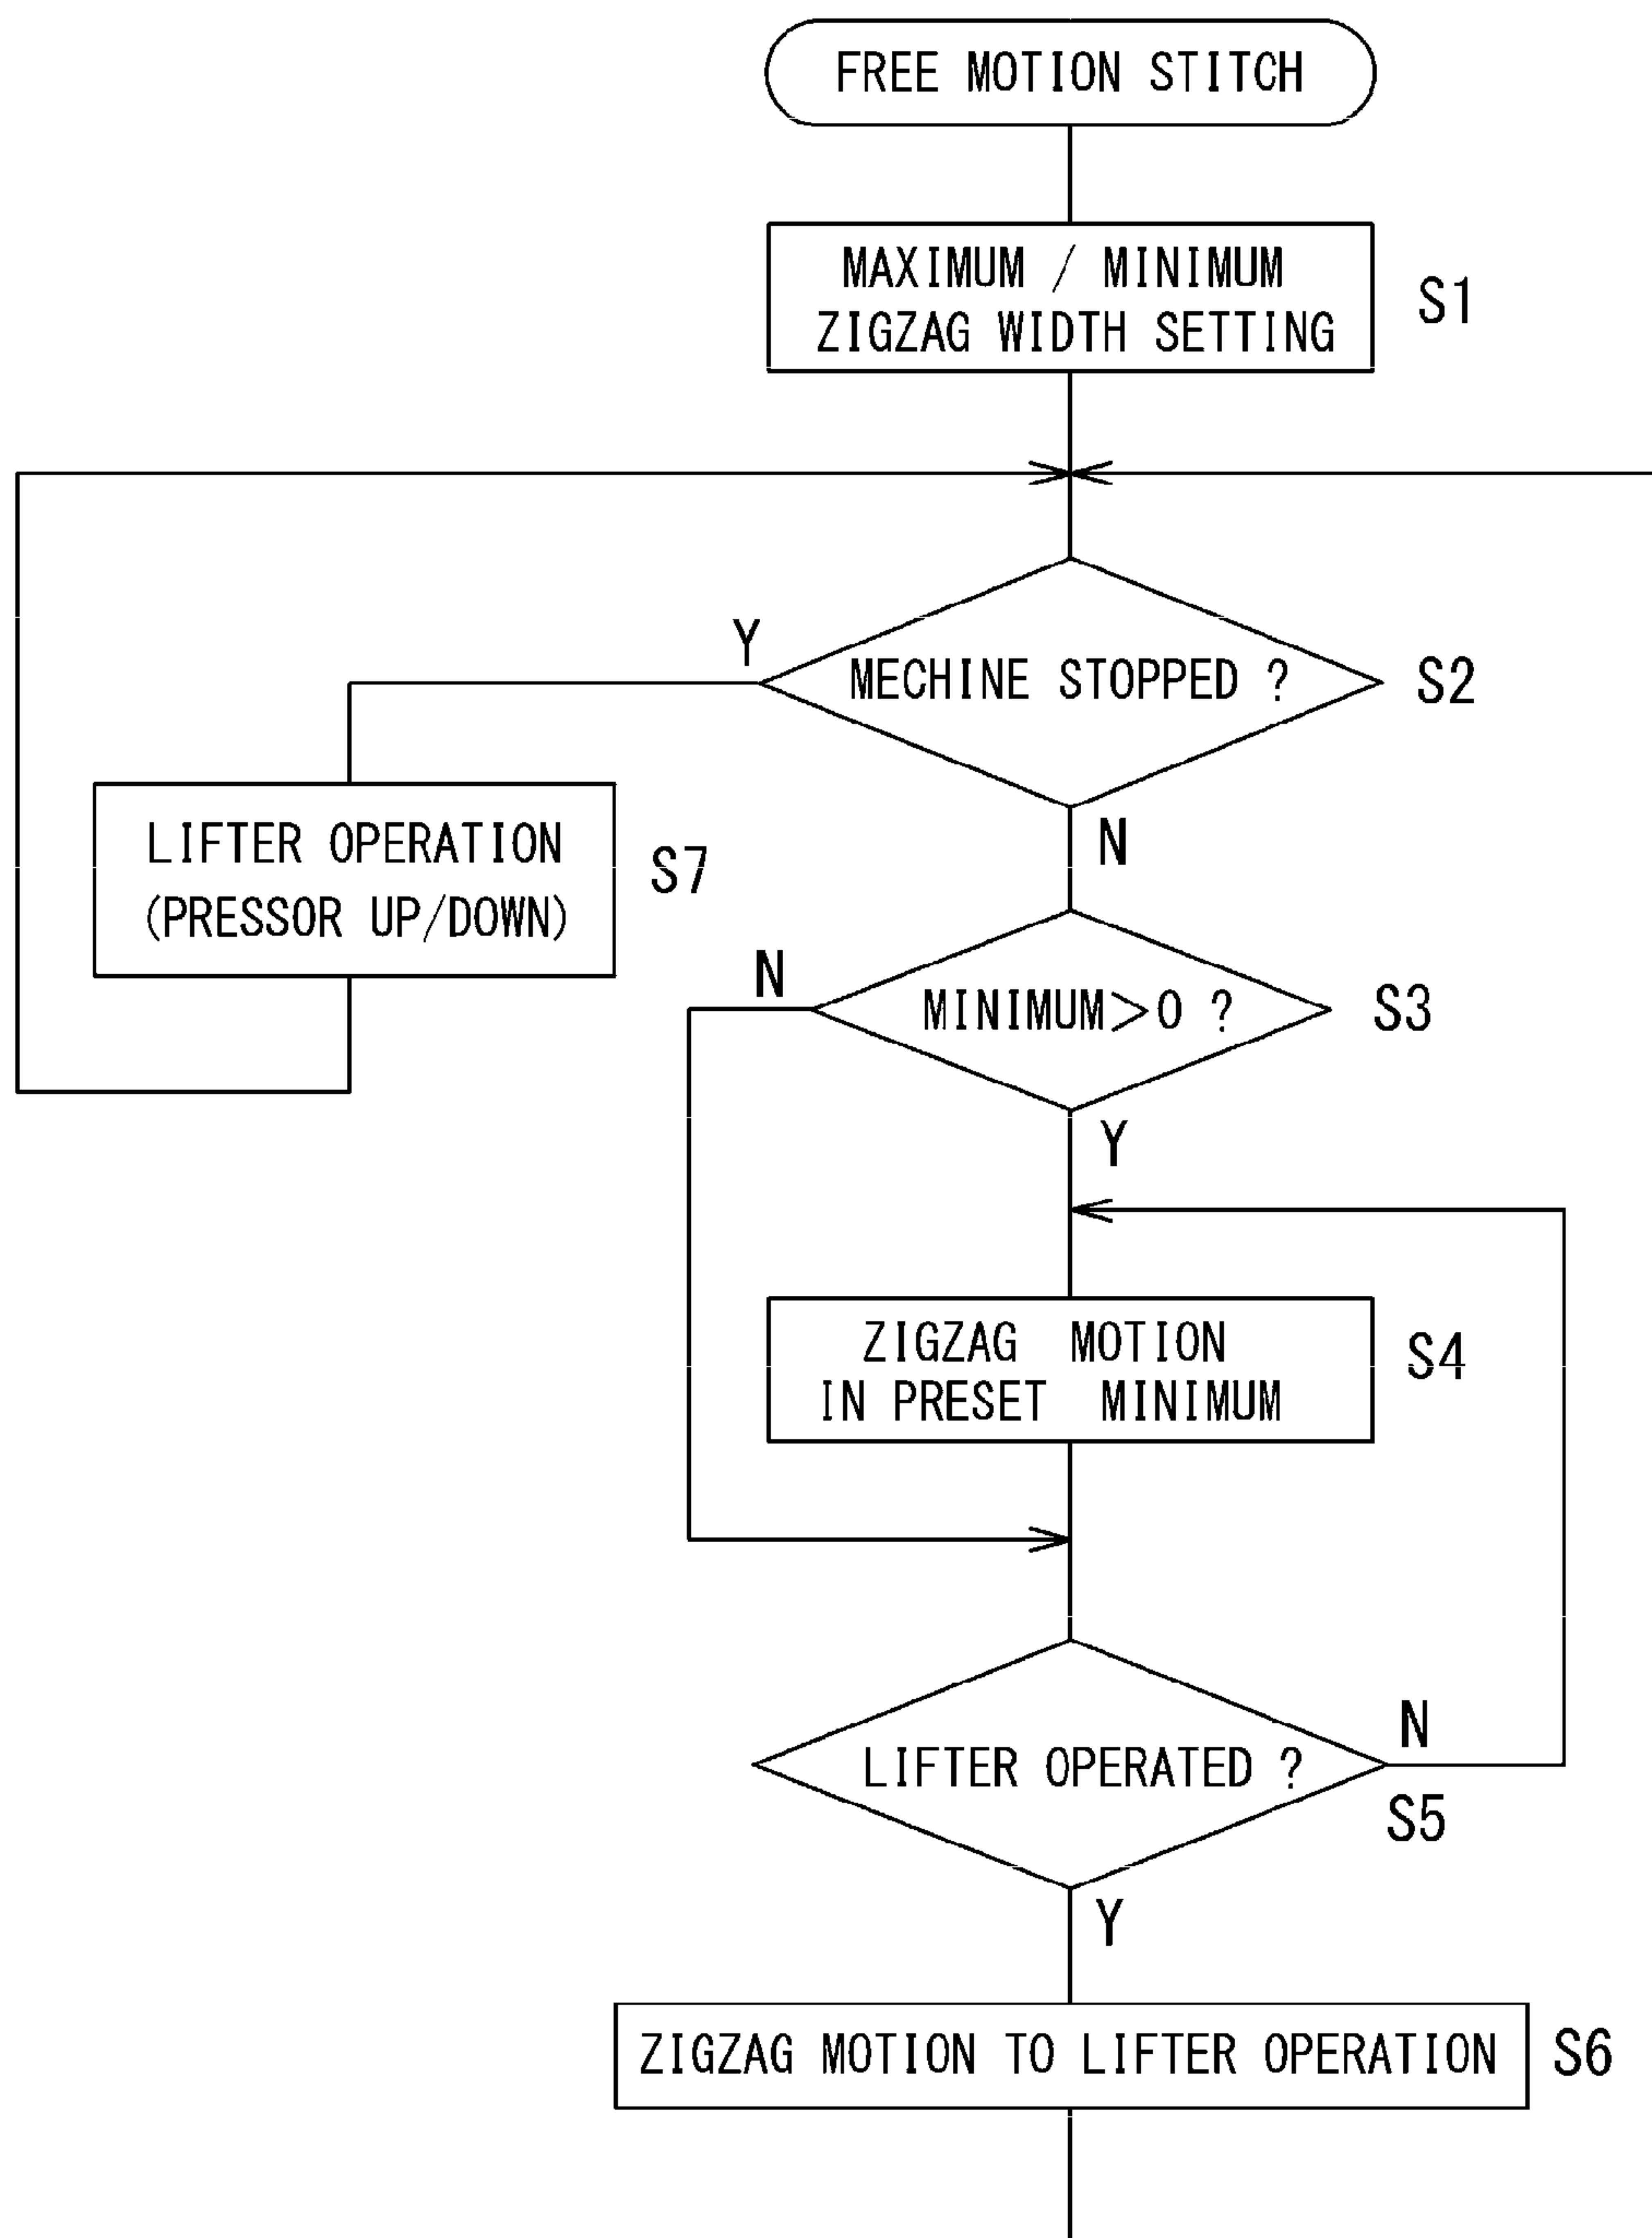 FREE MOTION STITCH
MAXIMUM / MINIMUM
ZIGZAG WIDTH SETTING
S1
Y
MECHINE STOPPED ?
S2
N
LIFTER OPERATION
(PRESSOR UP/DOWN)
S7
N
MINIMUM>0 ?
S3
Y
ZIGZAG MOTION
IN PRESET MINIMUM
S4
LIFTER OPERATED ?
N
S5
Y
ZIGZAG MOTION TO LIFTER OPERATION
S6